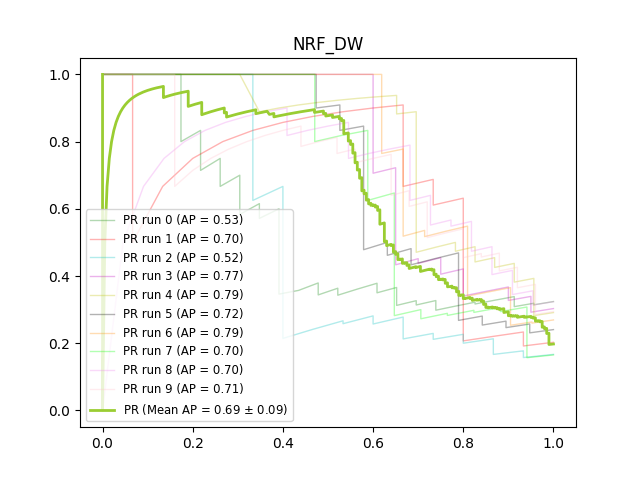 NRF_DW
1.0
0.8
0.6
0.4
0.2
0.0
PR run 0 (AP = 0.53)
PR run 1 (AP = 0.70)
PR run 2 (AP = 0.52)
PR run 3 (AP = 0.77)
PR run 4 (AP = 0.79)
PR run 5 (AP = 0.72)
PR run 6 (AP = 0.79)
PR run 7 (AP = 0.70)
PR run 8 (AP = 0.70)
PR run 9 (AP = 0.71)
PR (Mean AP = 0.69 ± 0.09)
0.0 0.2 0.4 0.6 0.8 1.0